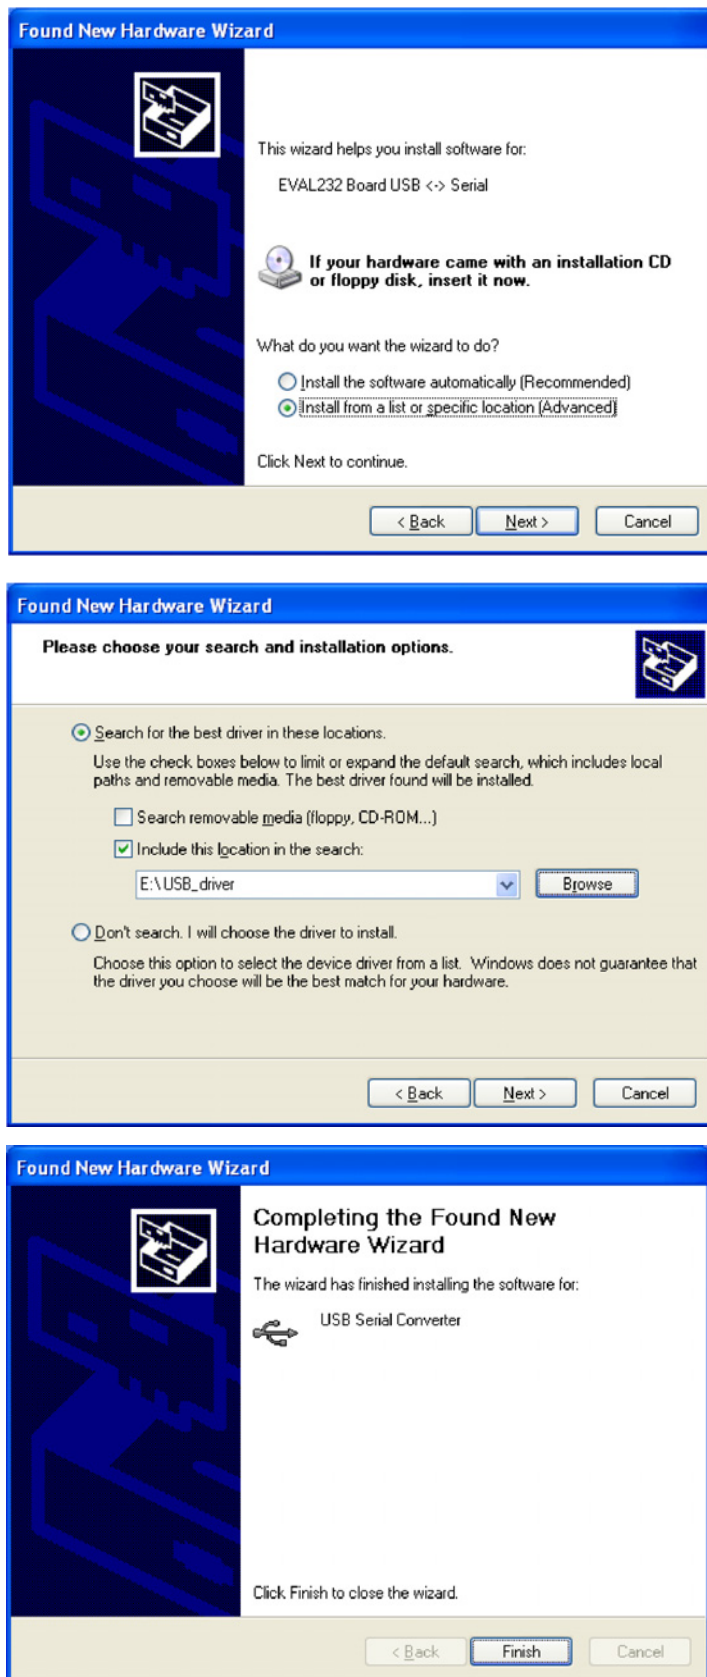 Found New Hardware Wizard
This wizard helps you install software for:
EVAL232 Board USB <-> Serial
If your hardware came with an installation CD
or floppy disk, insert it now.
What do you want the wizard to do?
Install the software automatically (Recommended)
Install from a list or specific location (Advanced)
Click Next to continue.
< Back Next > Cancel
Found New Hardware Wizard
Please choose your search and installation options.
Search for the best driver in these locations.
Use the check boxes below to limit or expand the default search, which includes local
paths and removable media. The best driver found will be installed.
Search removable media (floppy, CD-ROM...)
Include this location in the search:
E:\USB_driver Browse
Don't search. I will choose the driver to install.
Choose this option to select the device driver from a list. Windows does not guarantee that
the driver you choose will be the best match for your hardware.
< Back Next > Cancel
Found New Hardware Wizard
Completing the Found New
Hardware Wizard
The wizard has finished installing the software for:
USB Serial Converter
Click Finish to close the wizard.
< Back Finish Cancel